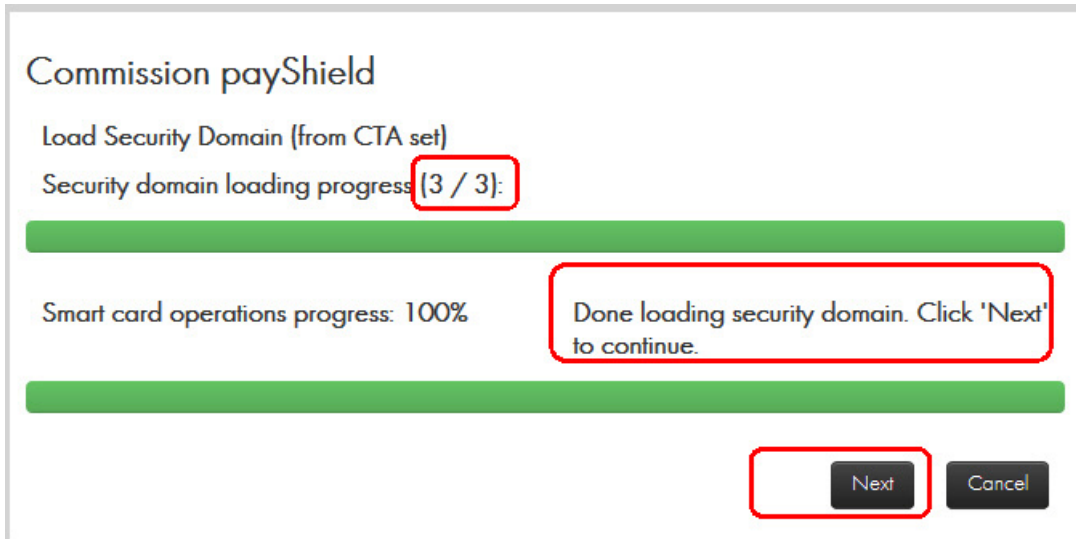 Commission payShield
Load Security Domain (from CTA set)
Security domain loading progress (3 / 3):
Smart card operations progress: 100%
Done loading security domain. Click 'Next'
to continue.
Next
Cancel